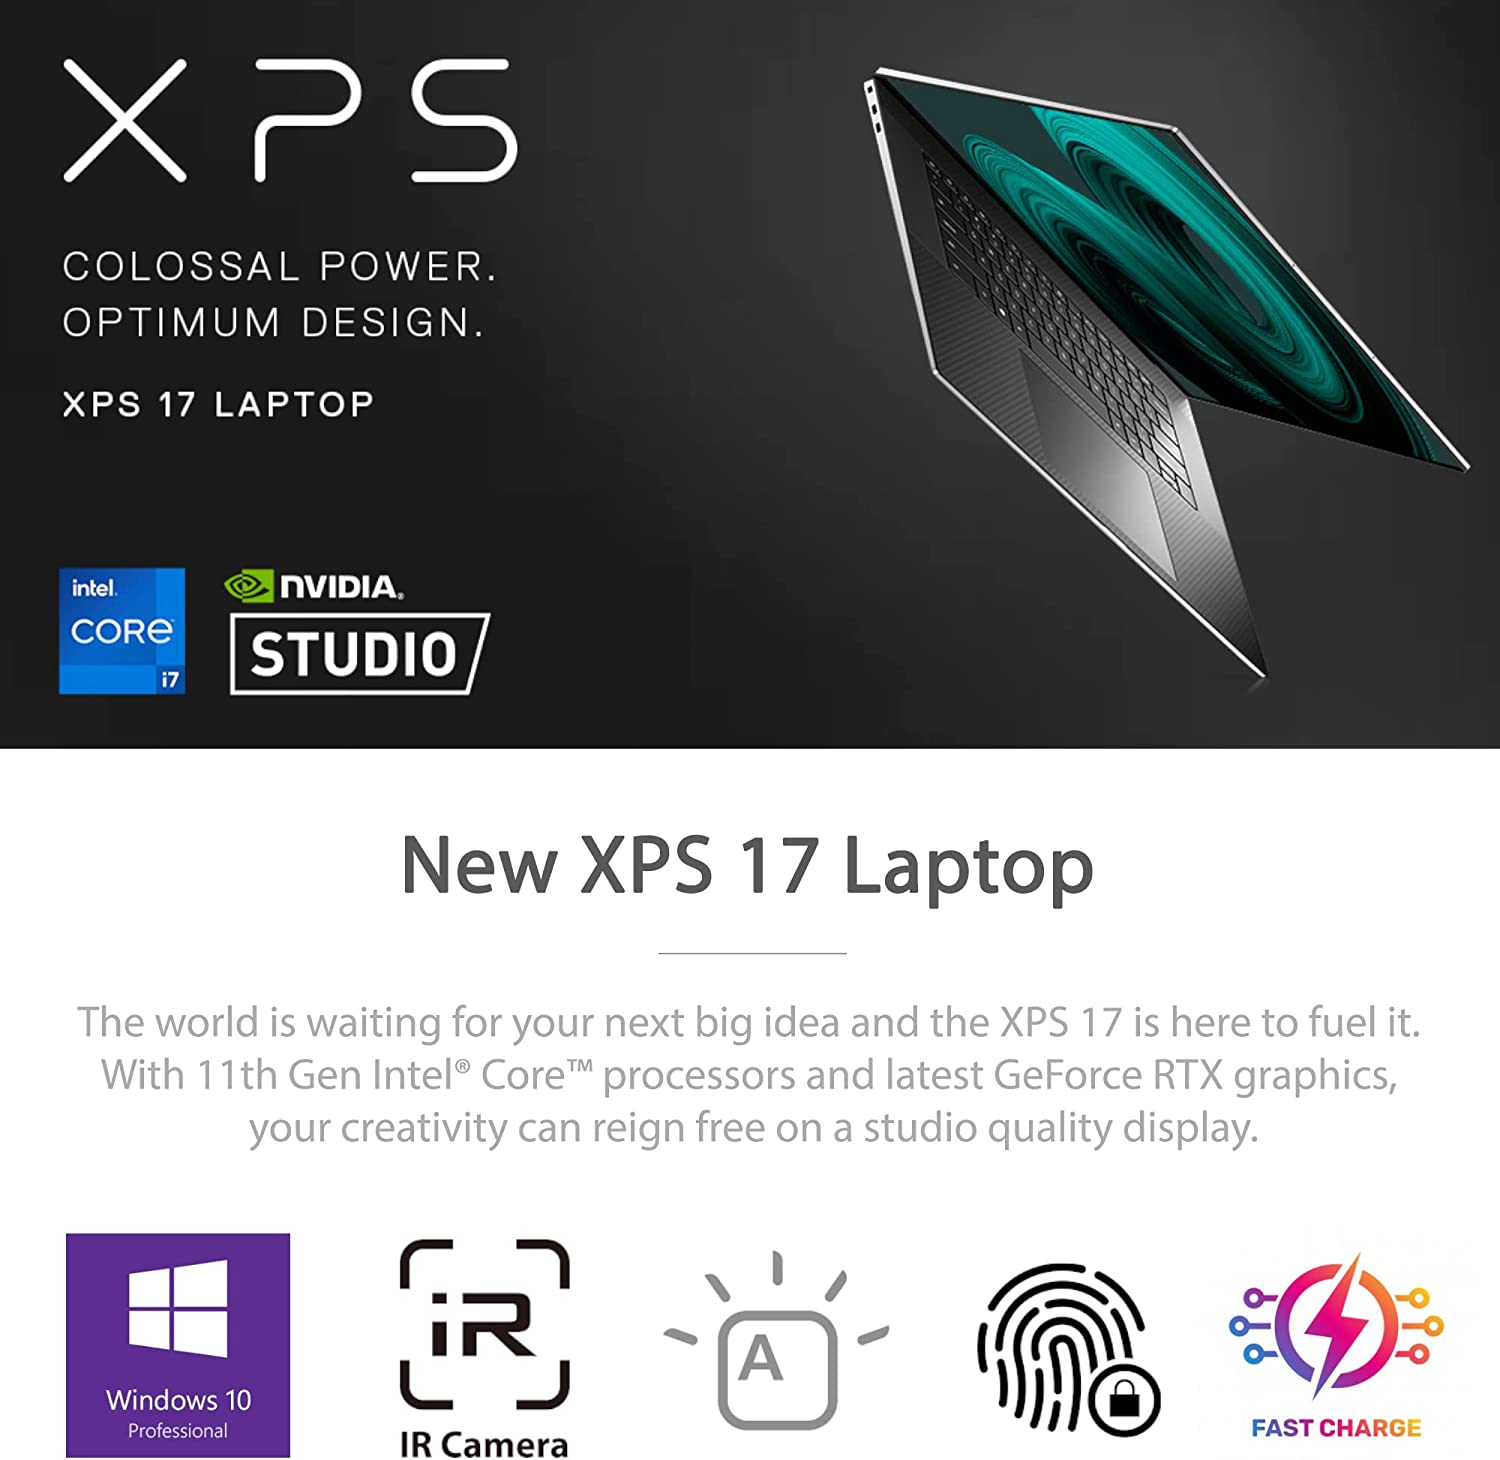 XPS
COLOSSAL POWER.
OPTIMUM DESIGN.
XPS 17 LAPTOP
intel.
CORE™
i7
NVIDIA.
STUDIO
New XPS 17 Laptop
The world is waiting for your next big idea and the XPS 17 is here to fuel it.
With 11th Gen Intel® Core™ processors and latest GeForce RTX graphics,
your creativity can reign free on a studio quality display.
Windows 10
Professional
iR
IR Camera
A
FAST CHARGE